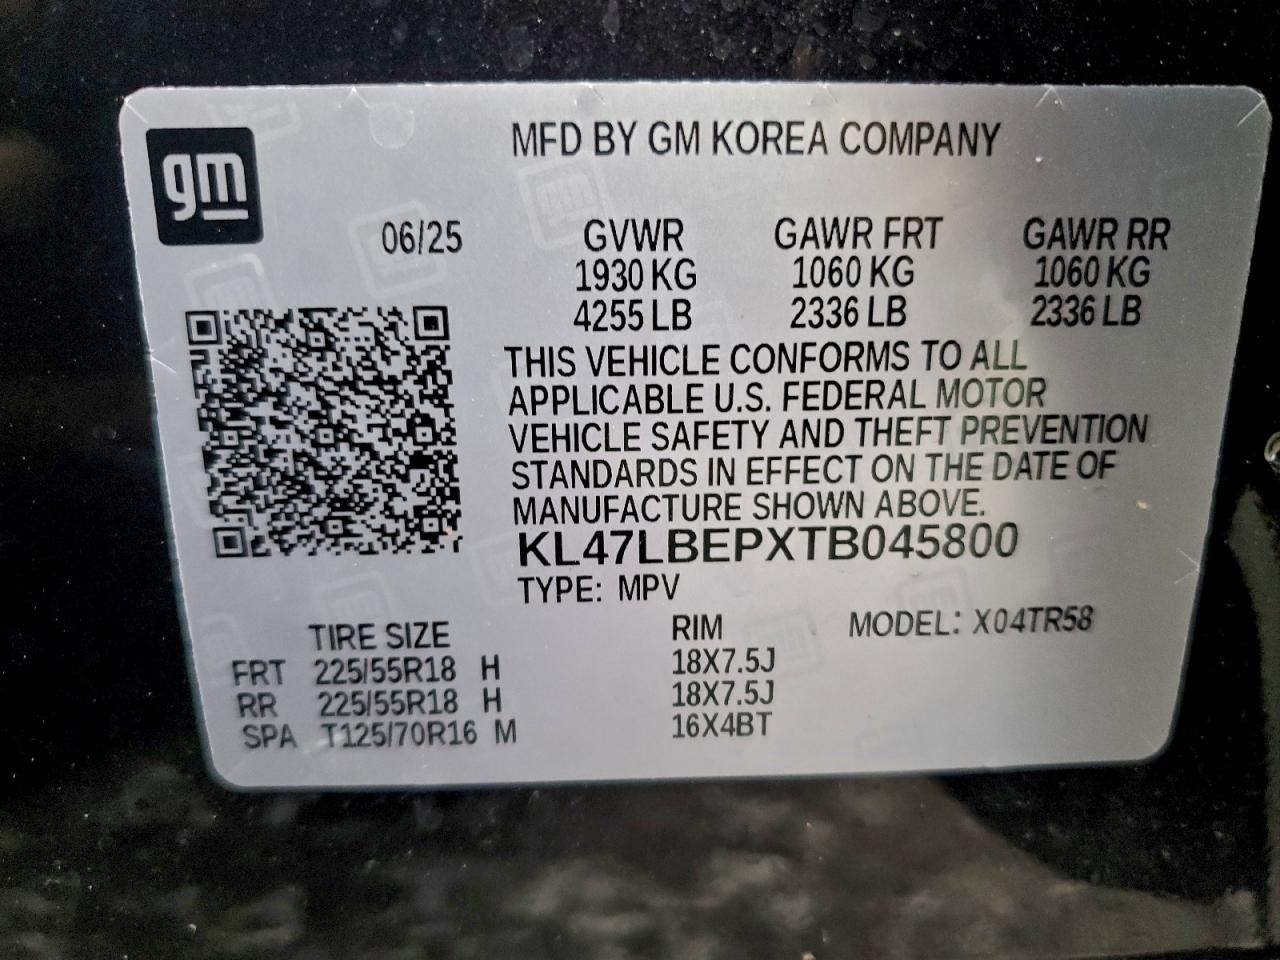 gm
MFD BY GM KOREA COMPANY
06/25 GVWR GAWR FRT GAWR RR
1930 KG 1060 KG 1060 KG
4255 LB 2336 LB 2336 LB
THIS VEHICLE CONFORMS TO ALL
APPLICABLE U.S. FEDERAL MOTOR
VEHICLE SAFETY AND THEFT PREVENTION
STANDARDS IN EFFECT ON THE DATE OF
MANUFACTURE SHOWN ABOVE.
KL47LBEPXTB045800
TYPE: MPV
TIRE SIZE RIM MODEL: X04TR58
FRT 225/55R18 H 18X7.5J
RR 225/55R18 H 18X7.5J
SPA T125/70R16 M 16X4BT